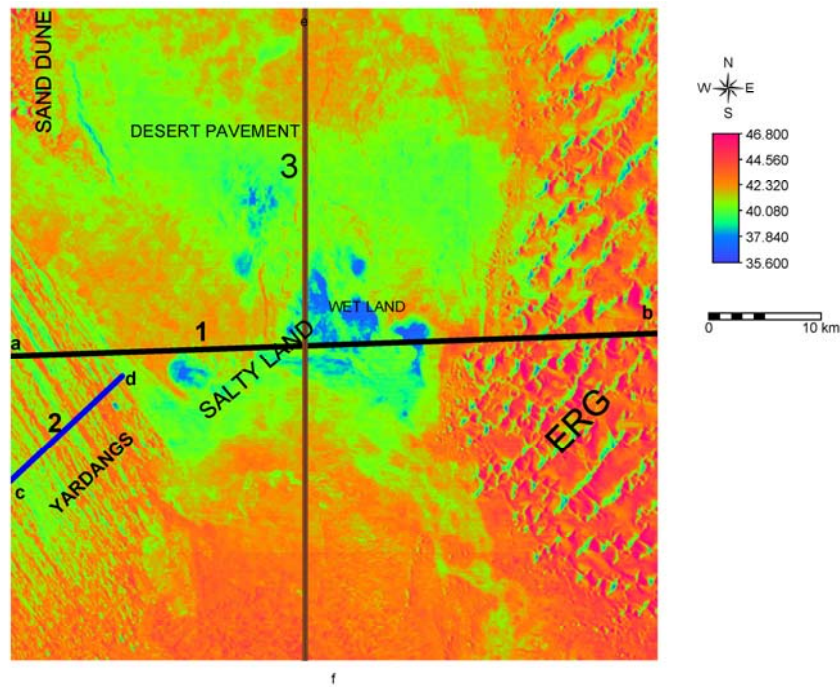 e
SAND DUNE
DESERT PAVEMENT
3
WET LAND
a
1
b
SALTY LAND
d
2
c
YARDANGS
ERG
f
N
W E
S
46.800
44.560
42.320
40.080
37.840
35.600
0 10 km